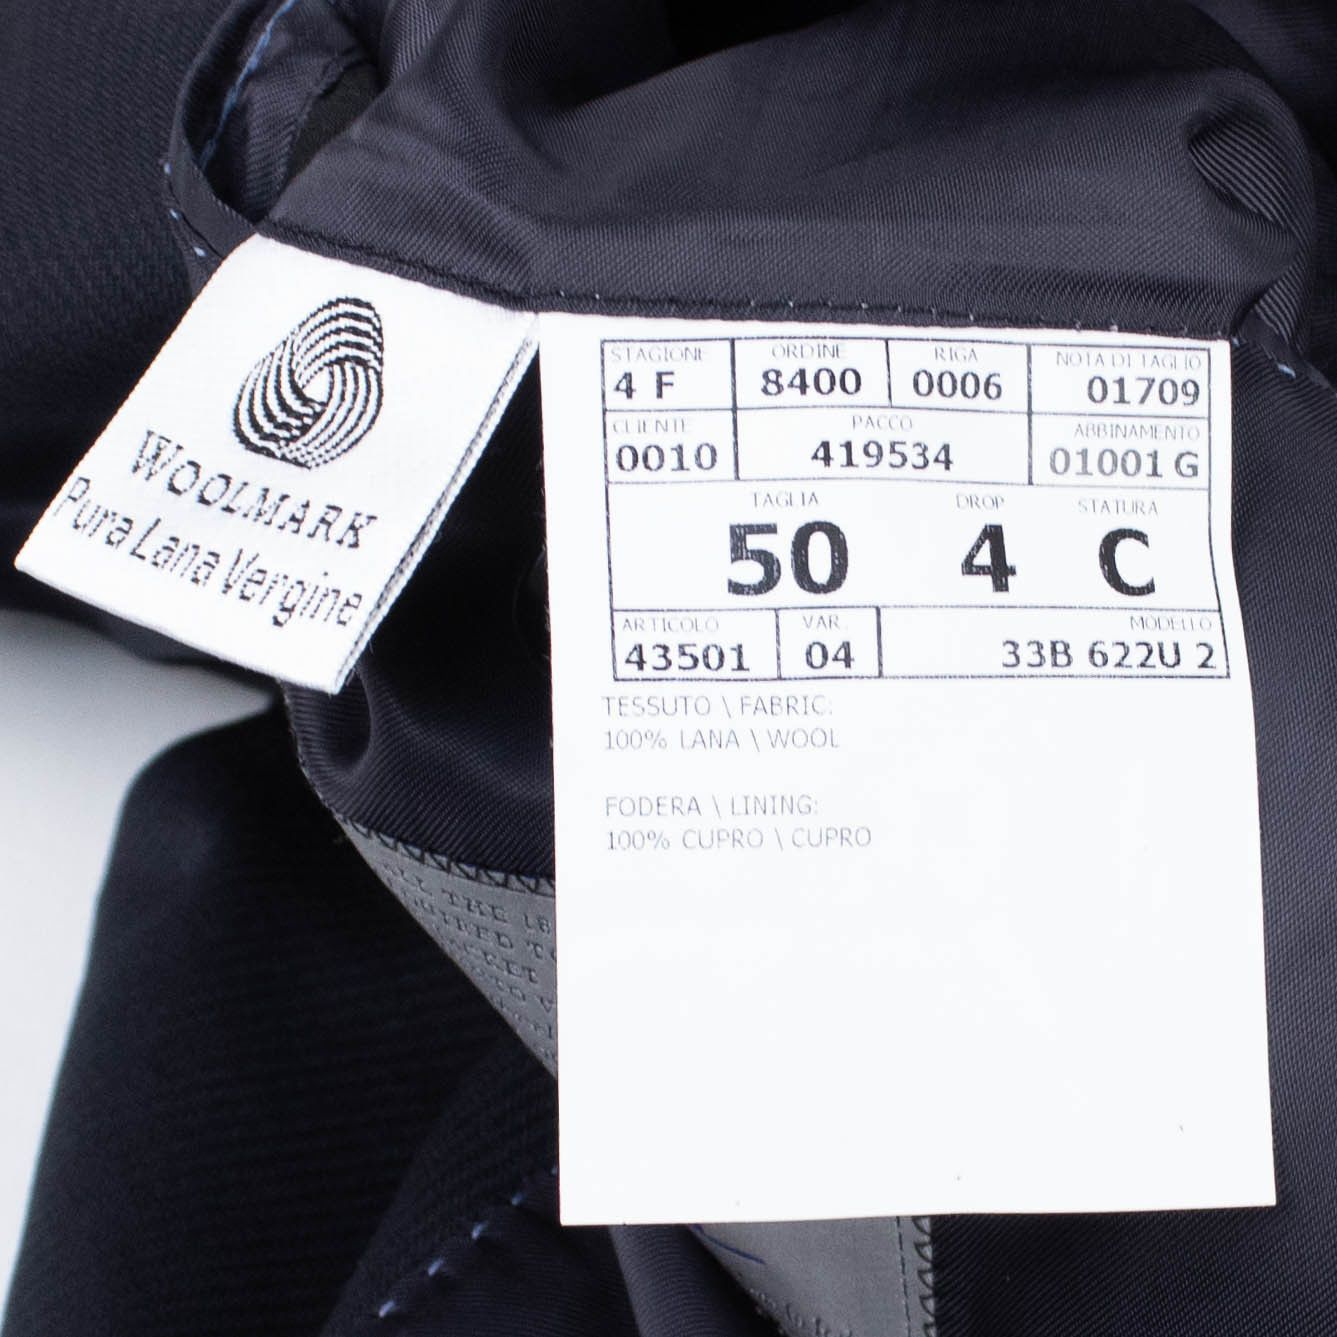 WOOLMARK
Pura Lana Vergine
STAGIONE ORDINE RIGA NOTA DI TAGLIO
4 F 8400 0006 01709
CLIENTE PACCO ABBINAMENTO
0010 419534 01001 G
TAGLIA DROP STATURA
50 4 C
ARTICOLO VAR. MODELLO
43501 04 33B 622U 2
TESSUTO \ FABRIC:
100% LANA \ WOOL
FODERA \ LINING:
100% CUPRO \ CUPRO
THE 18